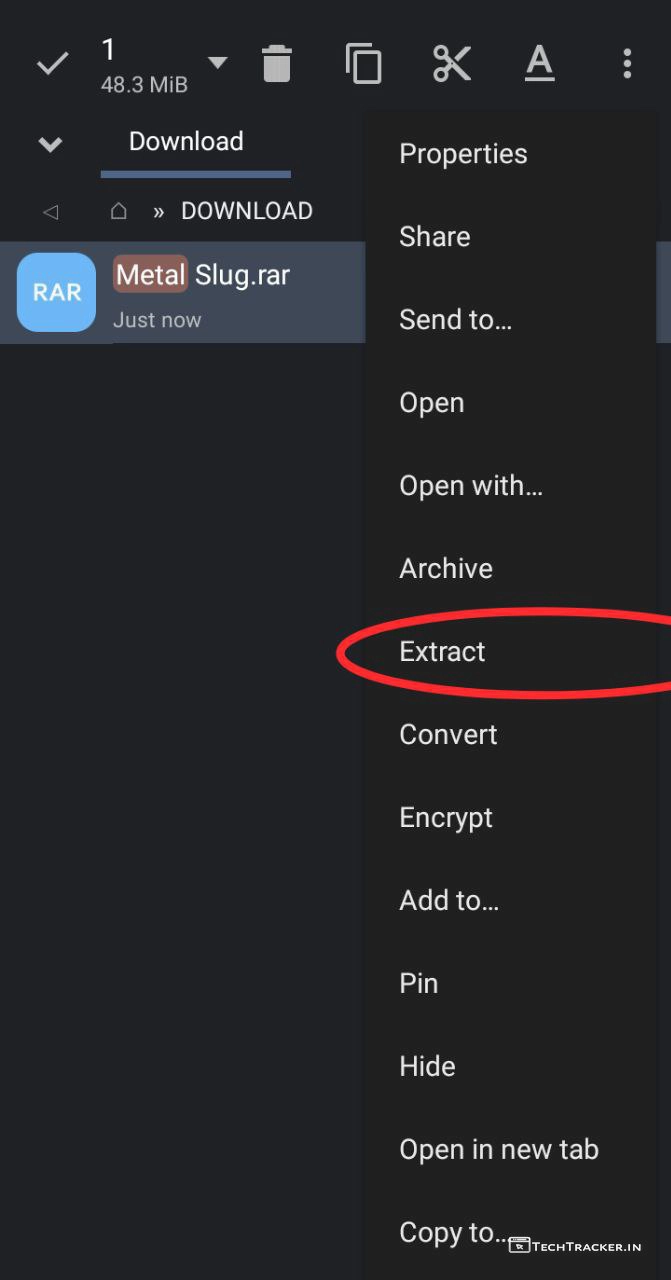 1
48.3 MiB
A
Download
» DOWNLOAD
RAR
Metal Slug.rar
Just now
Properties
Share
Send to...
Open
Open with...
Archive
Extract
Convert
Encrypt
Add to...
Pin
Hide
Open in new tab
Copy to...
TECHTRACKER.IN